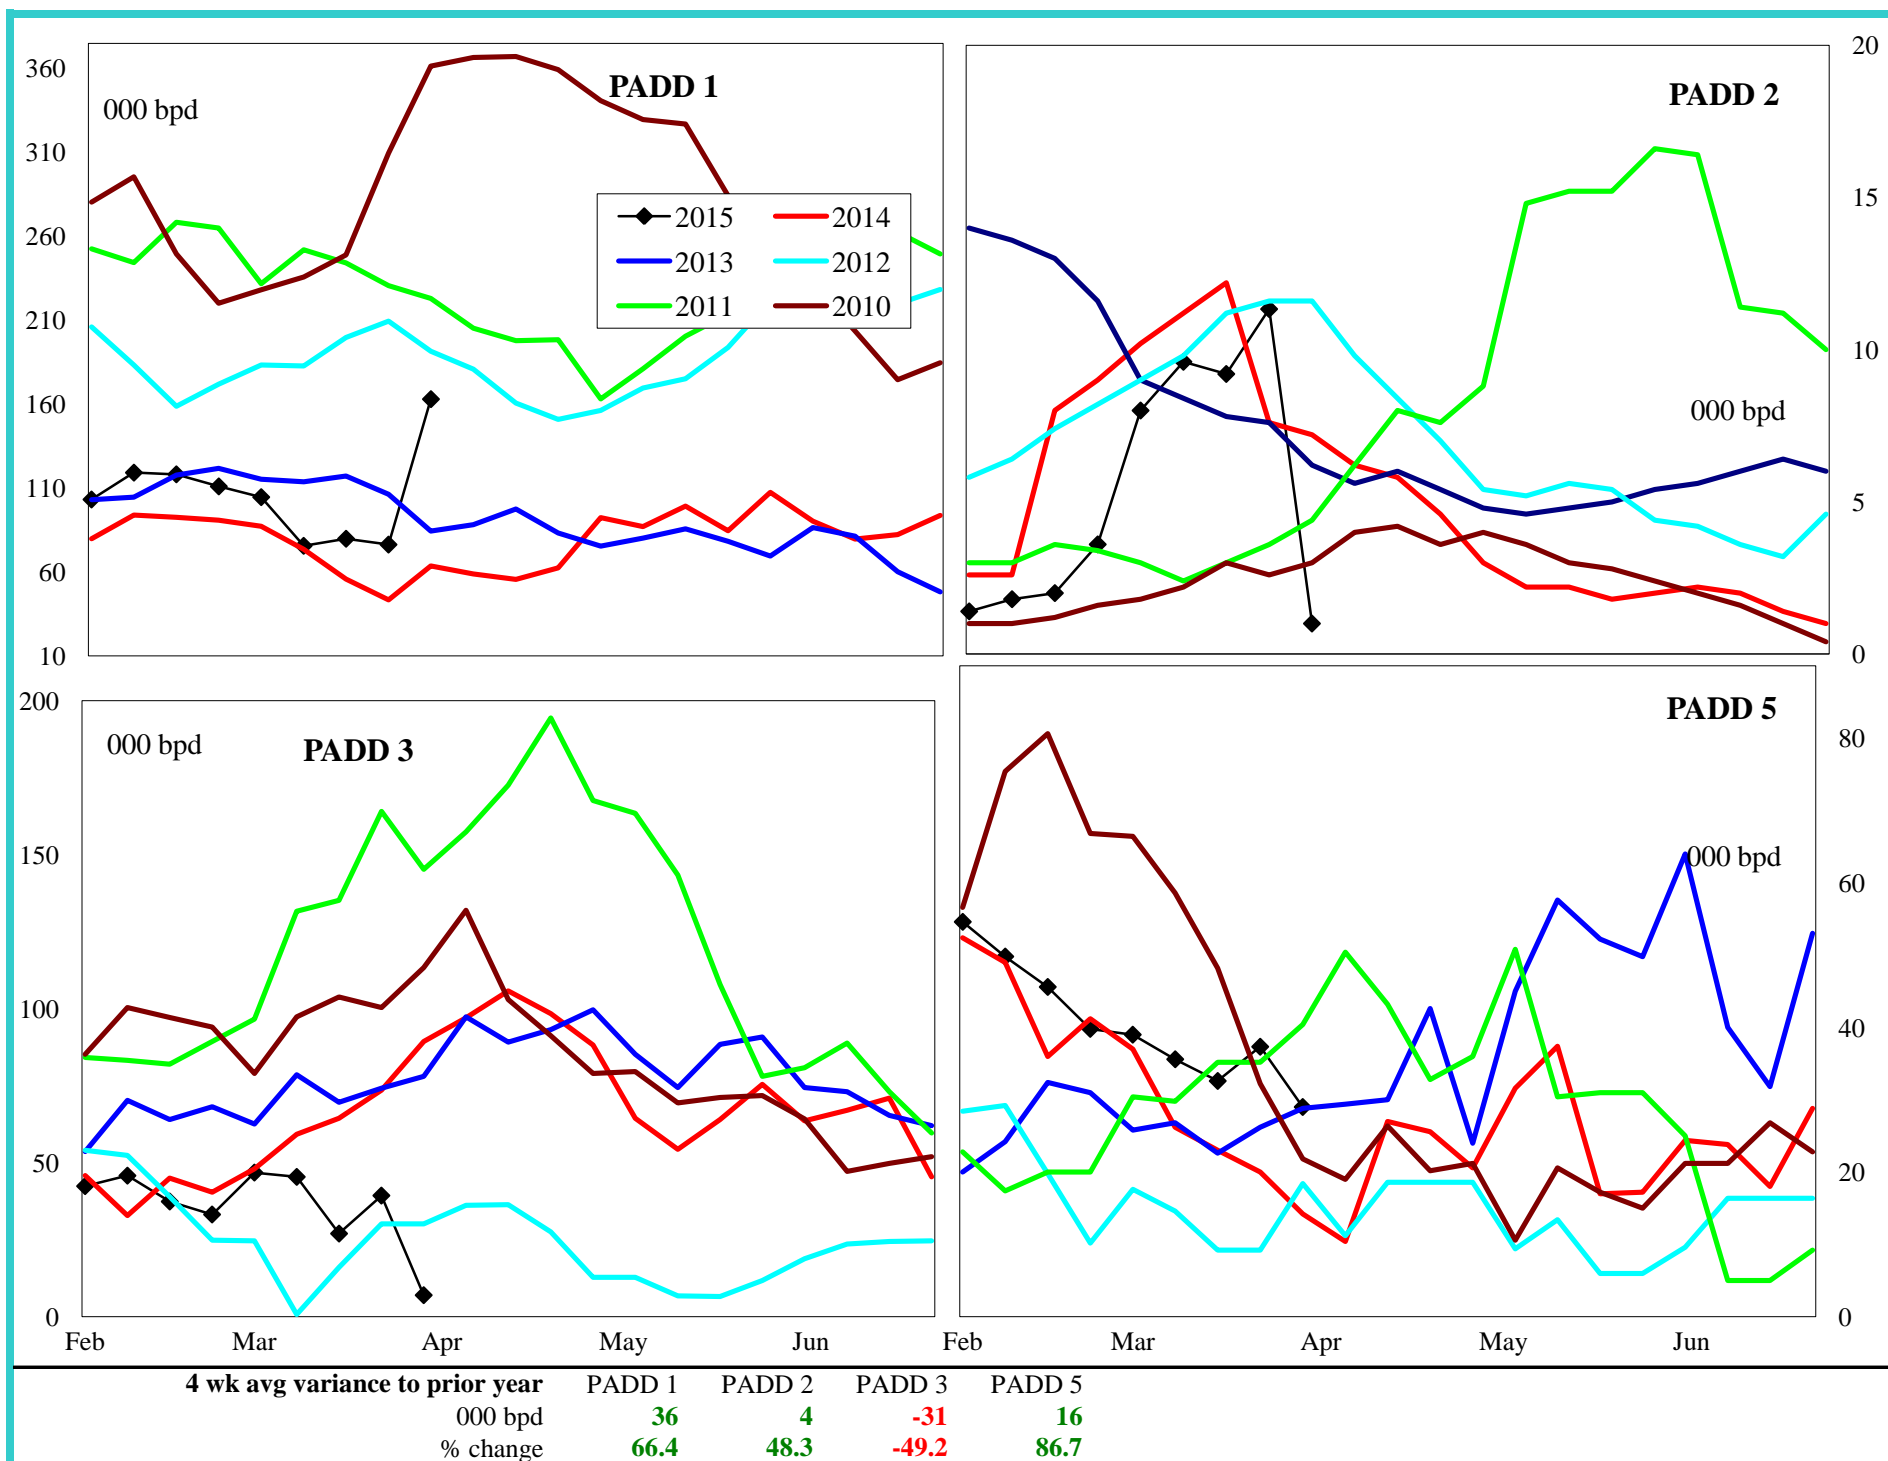 PADD 1
000 bpd
360
310
260
210
160
110
60
10
2015 2014
2013 2012
2011 2010
PADD 2
000 bpd
20
15
10
5
0
PADD 3
000 bpd
200
150
100
50
0
Feb Mar Apr May Jun
PADD 5
000 bpd
80
60
40
20
0
Feb Mar Apr May Jun
4 wk avg variance to prior year PADD 1 PADD 2 PADD 3 PADD 5
000 bpd 36 4 -31 16
% change 66.4 48.3 -49.2 86.7